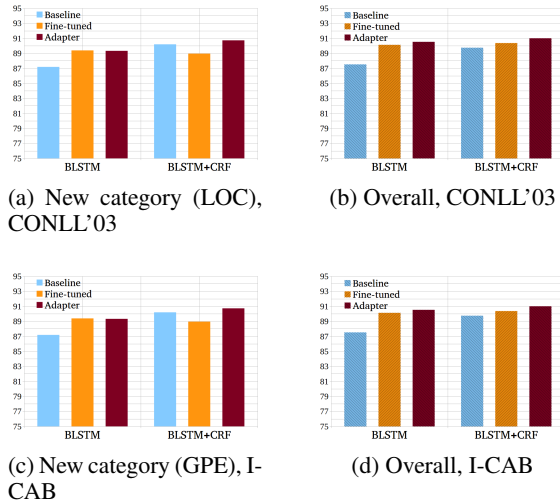 95
93
91
89
87
85
83
81
79
77
75
Baseline
Fine-tuned
Adapter
BLSTM
BLSTM+CRF
(a) New category (LOC),
CONLL'03
95
93
91
89
87
85
83
81
79
77
75
Baseline
Fine-tuned
Adapter
BLSTM
BLSTM+CRF
(b) Overall, CONLL'03
95
93
91
89
87
85
83
81
79
77
75
Baseline
Fine-tuned
Adapter
BLSTM
BLSTM+CRF
(c) New category (GPE), I-
CAB
95
93
91
89
87
85
83
81
79
77
75
Baseline
Fine-tuned
Adapter
BLSTM
BLSTM+CRF
(d) Overall, I-CAB